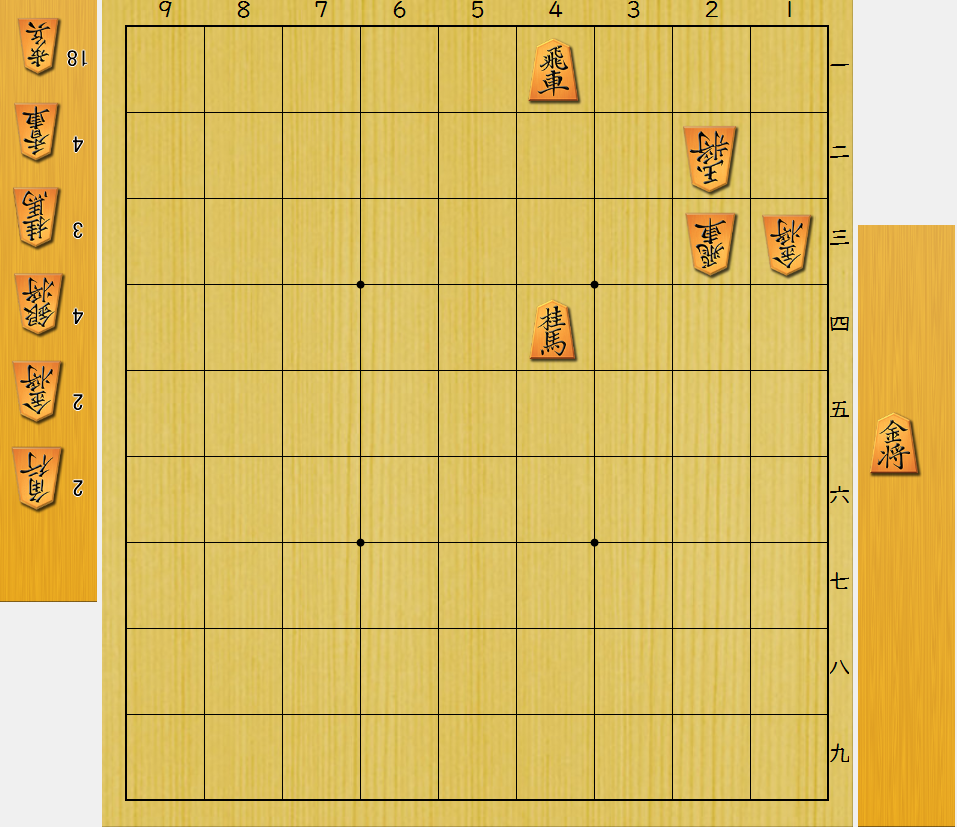 9 8 7 6 5 4 3 2 1
歩兵 18
香車 4
桂馬 3
銀将 4
金将 2
角行 2
飛車 一
王将 二
飛車 金将 三
桂馬 四
五
金将
六
七
八
九